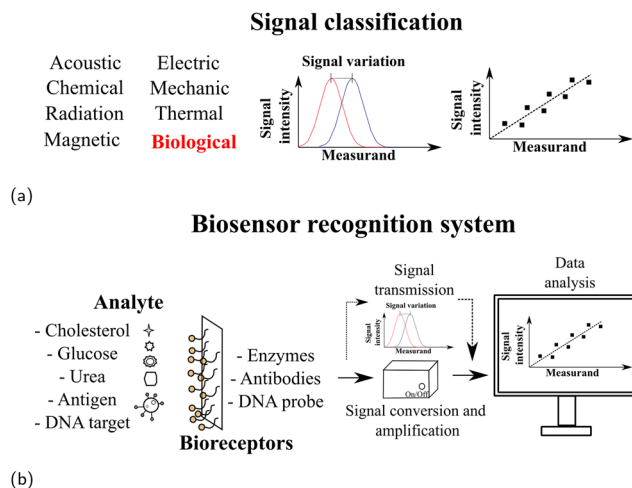 Signal classification
Acoustic Electric
Chemical Mechanic
Radiation Thermal
Magnetic Biological
Signal variation
Signal
intensity
Measurand
Signal
intensity
Measurand
(a)
Biosensor recognition system
Analyte
- Cholesterol
- Glucose
- Urea
- Antigen
- DNA target
Bioreceptors
- Enzymes
- Antibodies
- DNA probe
Signal
transmission
Signal variation
Signal
intensity
Measurand
On/Off
Signal conversion and
amplification
Data
analysis
Signal
intensity
Measurand
(b)